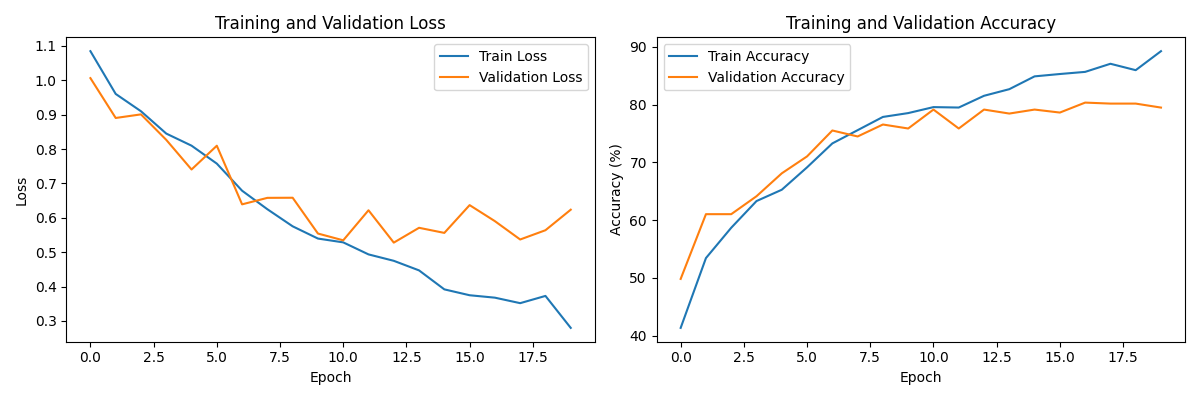 Training and Validation Loss
Train Loss
Validation Loss
1.1
1.0
0.9
0.8
0.7
0.6
0.5
0.4
0.3
Loss
0.0 2.5 5.0 7.5 10.0 12.5 15.0 17.5
Epoch
Training and Validation Accuracy
Train Accuracy
Validation Accuracy
90
80
70
60
50
40
Accuracy (%)
0.0 2.5 5.0 7.5 10.0 12.5 15.0 17.5
Epoch